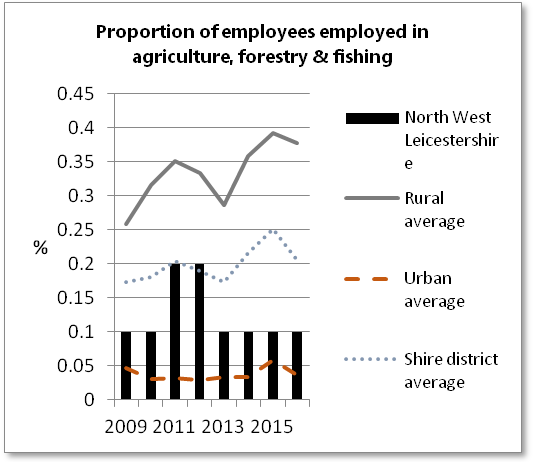 Proportion of employees employed in
agriculture, forestry & fishing
0.45
0.4
0.35
0.3
0.25
0.2
0.15
0.1
0.05
0
%
2009 2011 2013 2015
North West
Leicestershir
e
Rural
average
Urban
average
Shire district
average